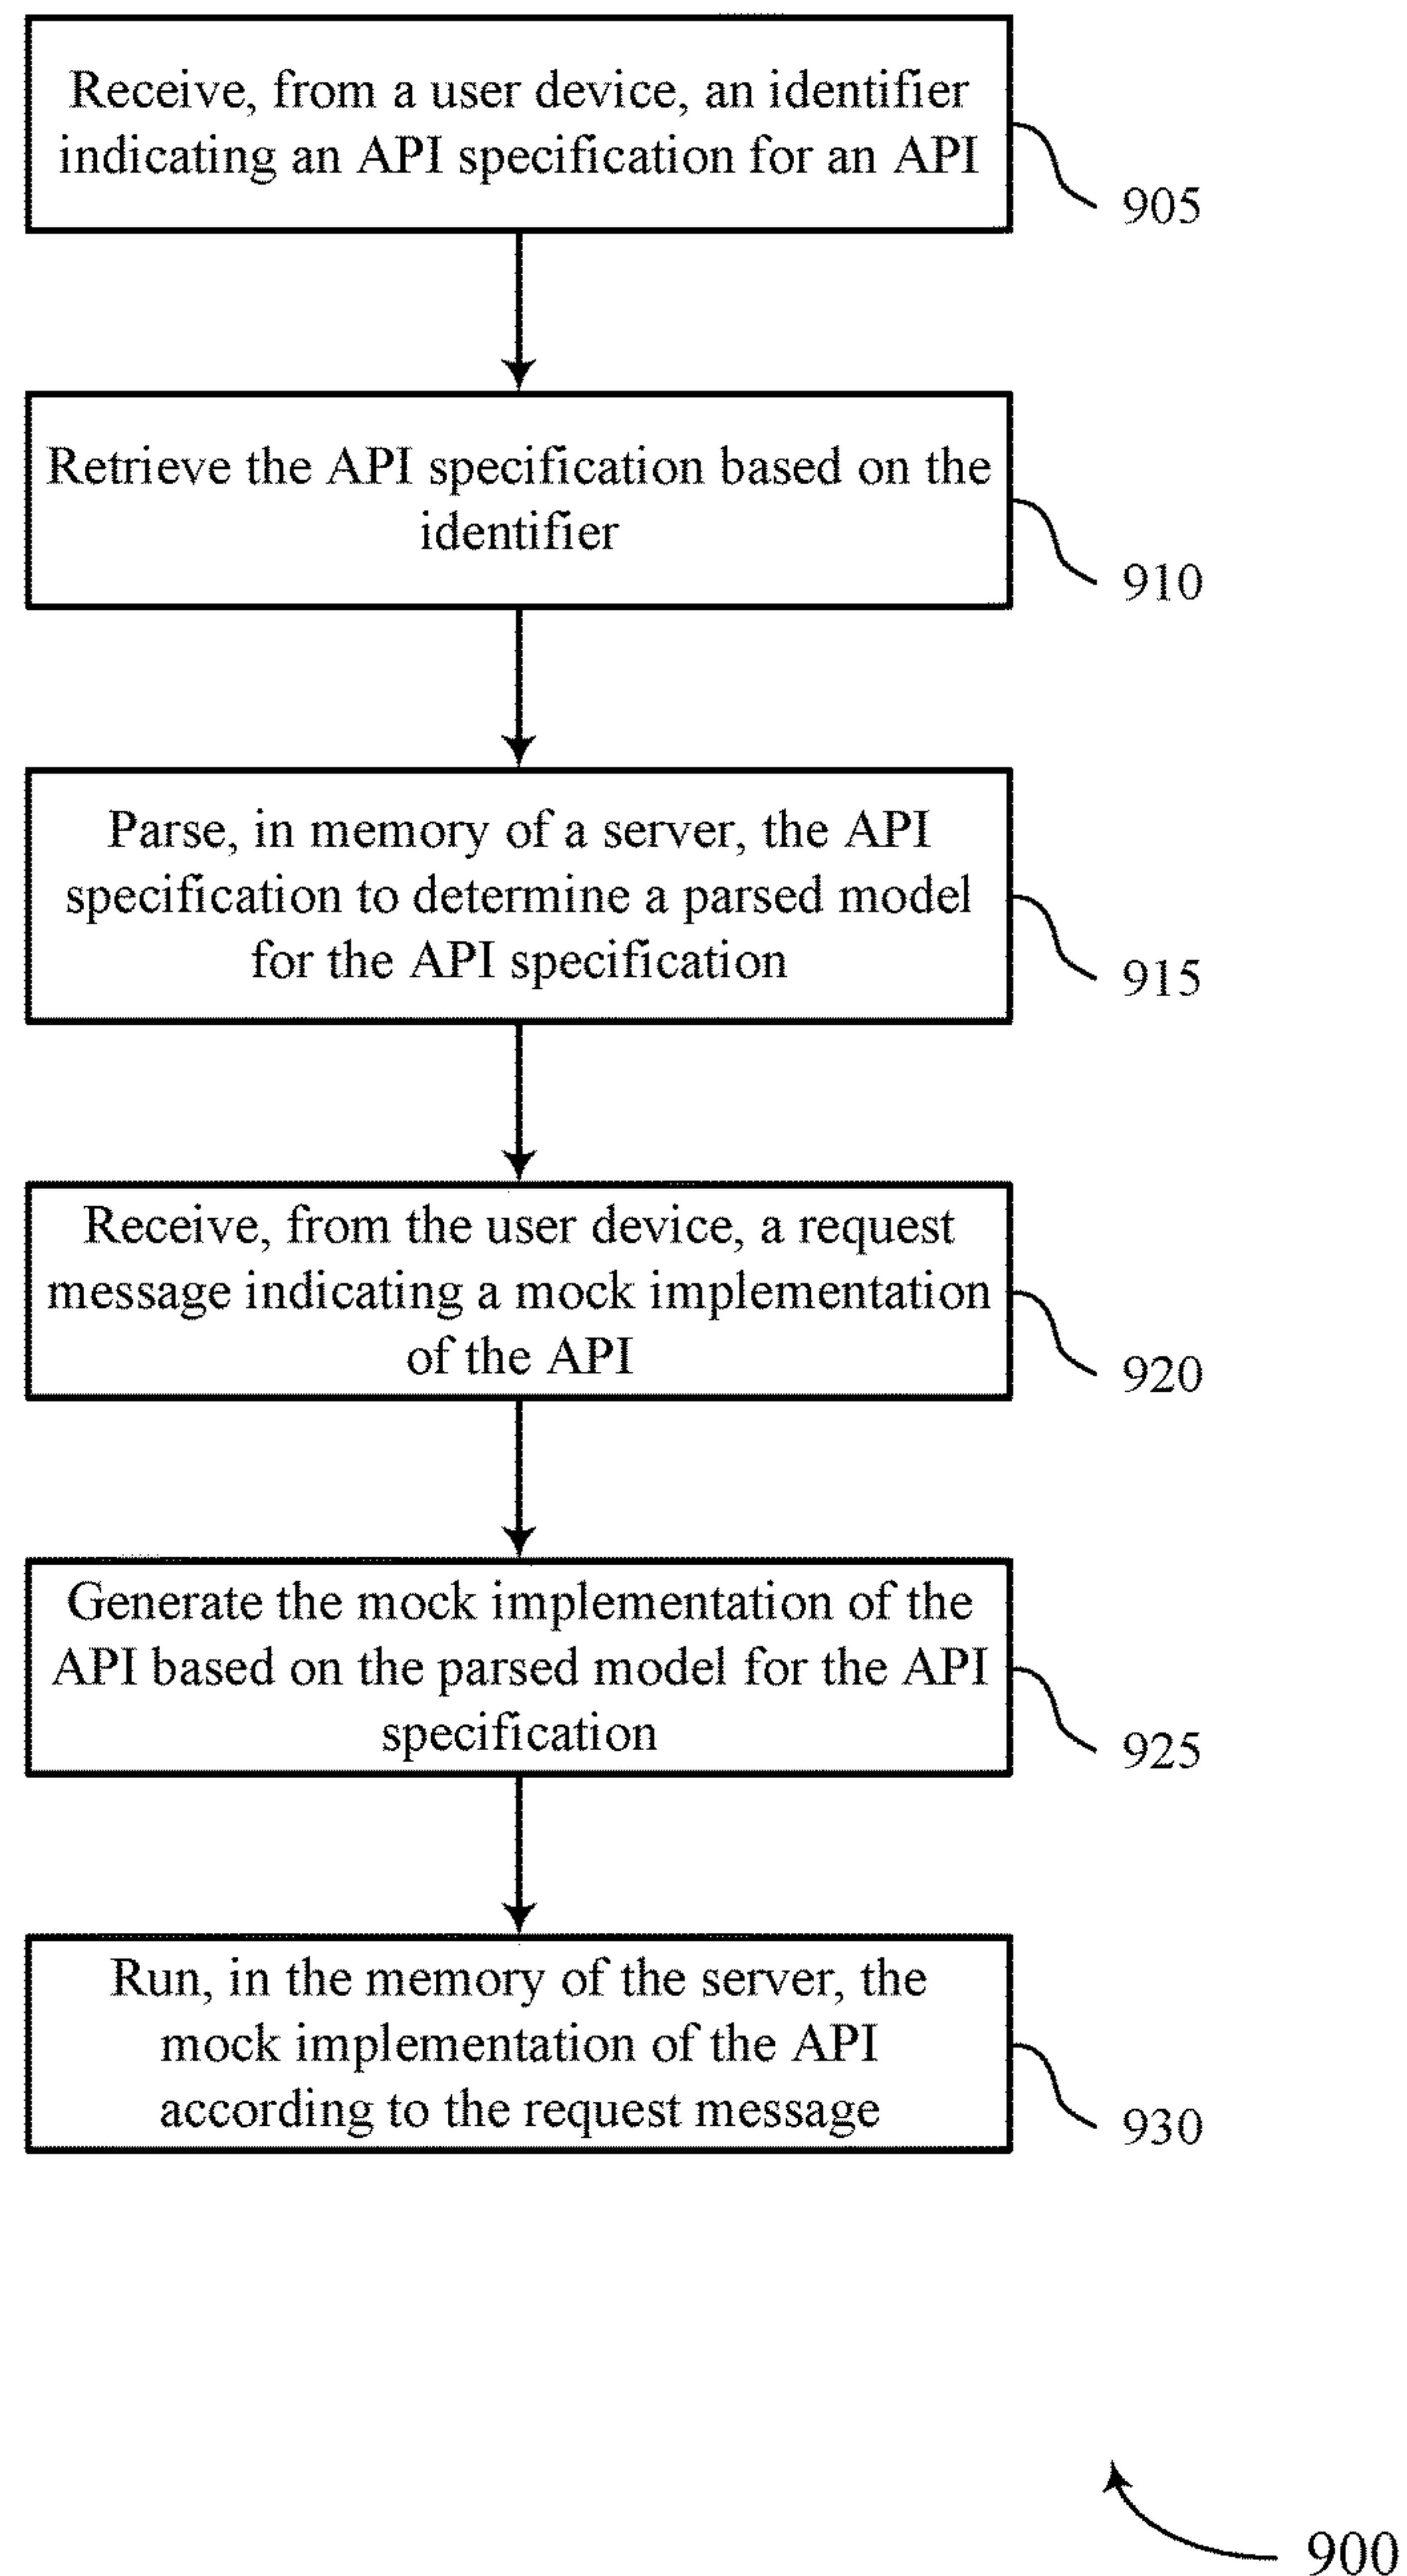 Receive, from a user device, an identifier
indicating an API specification for an API
905
Retrieve the API specification based on the
identifier
910
Parse, in memory of a server, the API
specification to determine a parsed model
for the API specification
915
Receive, from the user device, a request
message indicating a mock implementation
of the API
920
Generate the mock implementation of the
API based on the parsed model for the API
specification
925
Run, in the memory of the server, the
mock implementation of the API
according to the request message
930
900